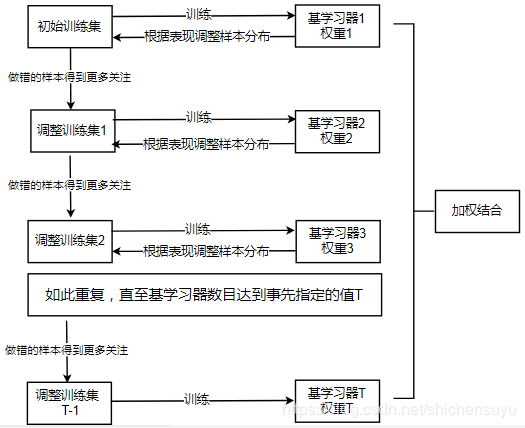 初始训练集
训练
根据表现调整样本分布
基学习器1
权重1
做错的样本得到更多关注
调整训练集1
训练
根据表现调整样本分布
基学习器2
权重2
做错的样本得到更多关注
加权结合
调整训练集2
训练
根据表现调整样本分布
基学习器3
权重3
如此重复，直至基学习器数目达到事先指定的值T
做错的样本得到更多关注
调整训练集
T-1
训练
基学习器T
权重T
https://blog.csdn.net/shichensuyu